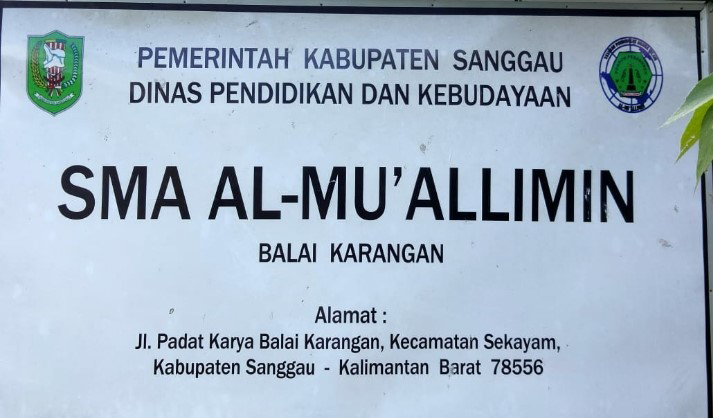 PEMERINTAH KABUPATEN SANGGAU
DINAS PENDIDIKAN DAN KEBUDAYAAN
SMA AL-MU'ALLIMIN
BALAI KARANGAN
Alamat :
Jl. Padat Karya Balai Karangan, Kecamatan Sekayam,
Kabupaten Sanggau - Kalimantan Barat 78556